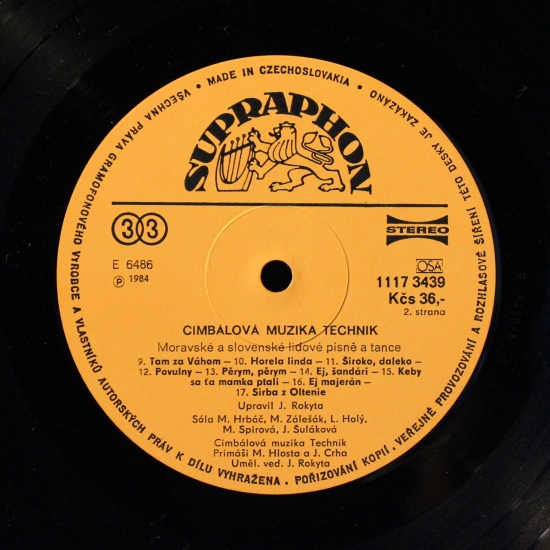 • MADE IN CZECHOSLOVAKIA •
VŠECHNA PRÁVA GRAMOFONOVÉHO VÝROBCE A VLASTNÍKŮ AUTORSKÝCH PRÁV K DÍLU VYHRAŽENA. POŘIZOVÁNÍ KOPIÍ, VEŘEJNÉ PROVOZOVÁNÍ A ROZHLASOVÉ ŠÍŘENÍ TÉTO DESKY JE ZAKÁZÁNO
SUPRAPHON
33
STEREO
E 6486
℗ 1984
OSA
1117 3439
Kčs 36,-
2. strana
CIMBÁLOVÁ MUZIKA TECHNIK
Moravské a slovenské lidové písně a tance
9. Tam za Váhom – 10. Horela linda – 11. Široko, daleko –
12. Povulny – 13. Pěrym, pěrym – 14. Ej, šandári – 15. Keby
sa ťa mamka ptali – 16. Ej majerán –
17. Sirba z Oltenie
Upravil J. Rokyta
Sóla M. Hrbáč, M. Zálešák, L. Holý,
M. Spirová, J. Šuláková
Cimbálová muzika Technik
Primáši M. Hlosta a J. Crha
Uměl. ved. J. Rokyta